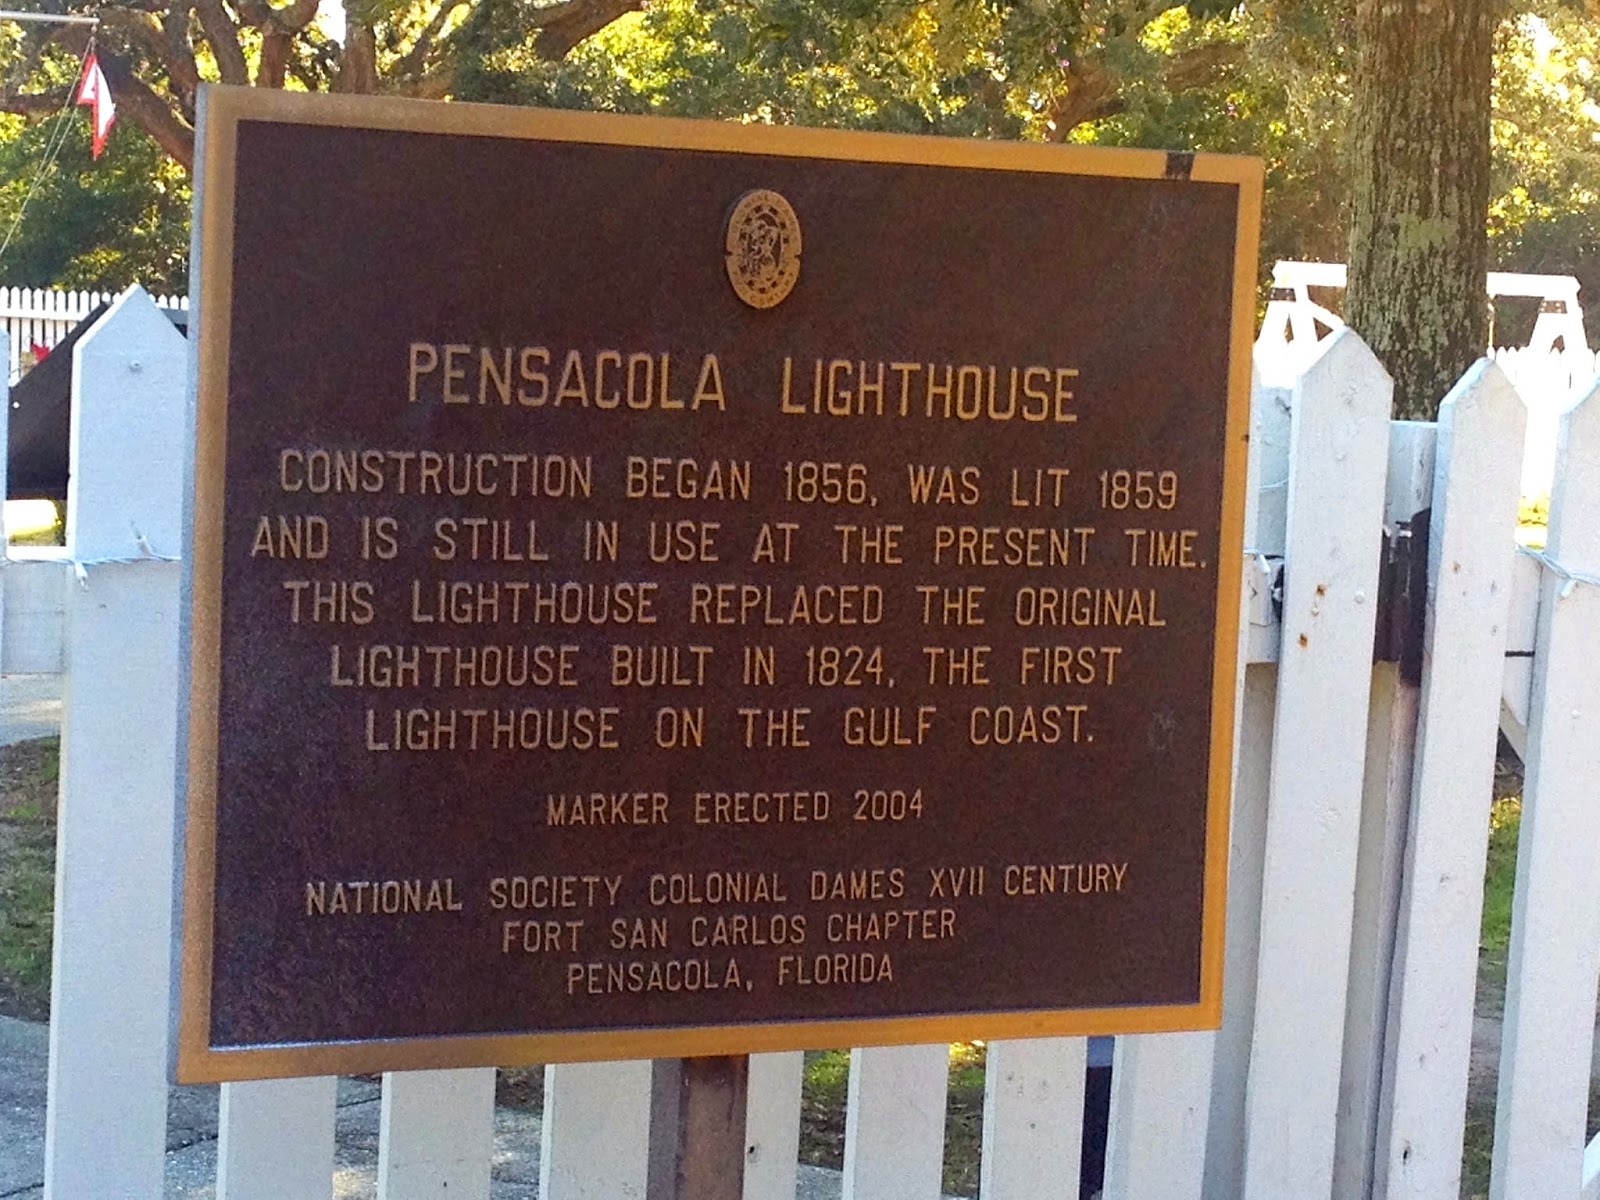 PENSACOLA LIGHTHOUSE
CONSTRUCTION BEGAN 1856, WAS LIT 1859
AND IS STILL IN USE AT THE PRESENT TIME.
THIS LIGHTHOUSE REPLACED THE ORIGINAL
LIGHTHOUSE BUILT IN 1824, THE FIRST
LIGHTHOUSE ON THE GULF COAST.
MARKER ERECTED 2004
NATIONAL SOCIETY COLONIAL DAMES XVII CENTURY
FORT SAN CARLOS CHAPTER
PENSACOLA, FLORIDA